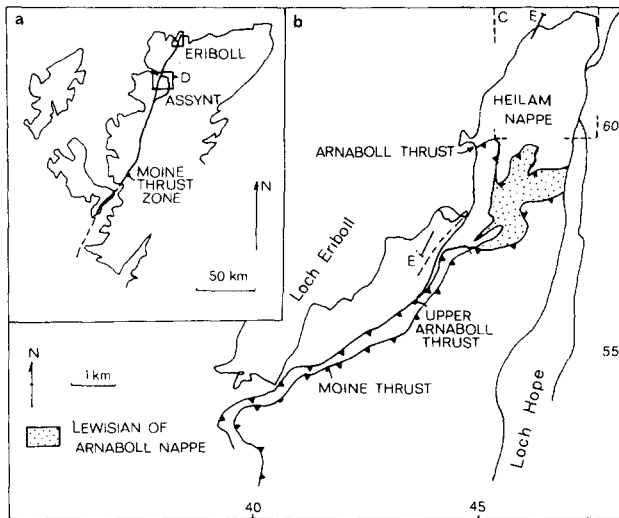 a
ERIBOLL
D
ASSYNT
MOINE
THRUST
ZONE
N
50 km
b
C
E
HEILAM
NAPPE
60
ARNABOLL THRUST
Loch Eriboll
E
UPPER
ARNABOLL
THRUST
MOINE THRUST
55
Loch Hope
N
1 km
LEWISIAN OF
ARNABOLL NAPPE
40
45